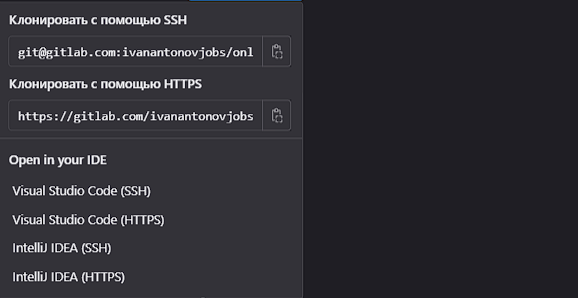 Клонировать с помощью SSH
git@gitlab.com:ivanantonovjobs/onl
Клонировать с помощью HTTPS
https://gitlab.com/ivanantonovjobs
Open in your IDE
Visual Studio Code (SSH)
Visual Studio Code (HTTPS)
IntelliJ IDEA (SSH)
IntelliJ IDEA (HTTPS)